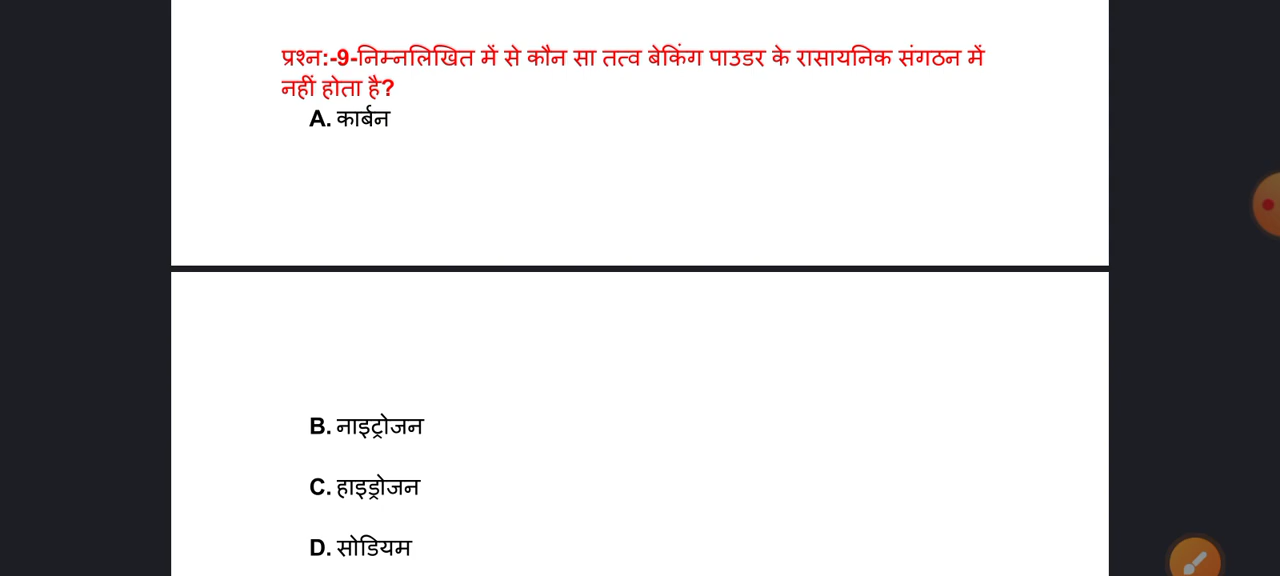 प्रश्न:-9-निम्नलिखित में से कौन सा तत्व बेकिंग पाउडर के रासायनिक संगठन में
नहीं होता है?
A. कार्बन
B. नाइट्रोजन
C. हाइड्रोजन
D. सोडियम